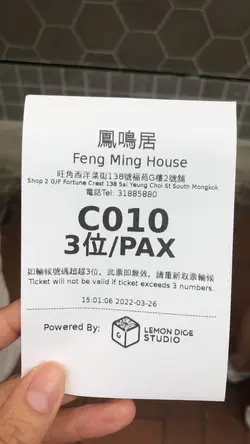 鳳鳴居
Feng Ming House
旺角西洋菜街138號福苑G樓2號舖
Shop 2 G/F Fortune Crest 138 Sai Yeung Choi St South Mongkok
電話Tel: 31885880
C010
3位/PAX
如輪候號碼超越3位，此票即無效，請重新取票輪候
Ticket will not be valid if ticket exceeds 3 numbers.
15:01:06 2022-03-26
Powered By:
LEMON DICE
STUDIO